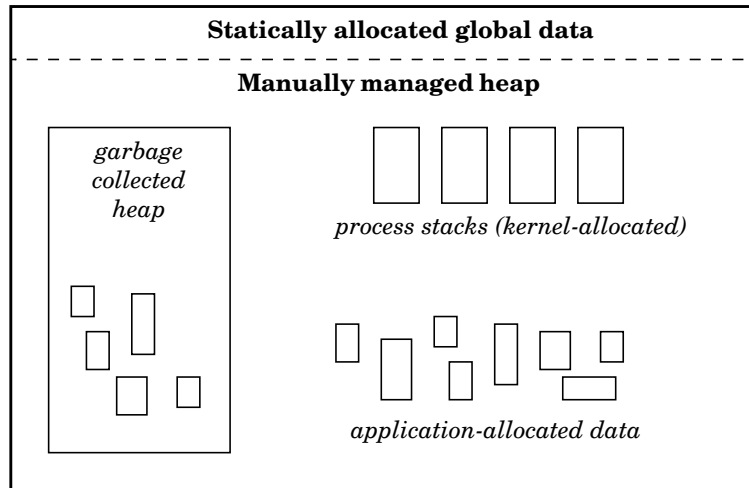 Statically allocated global data
Manually managed heap
garbage
collected
heap
process stacks (kernel-allocated)
application-allocated data